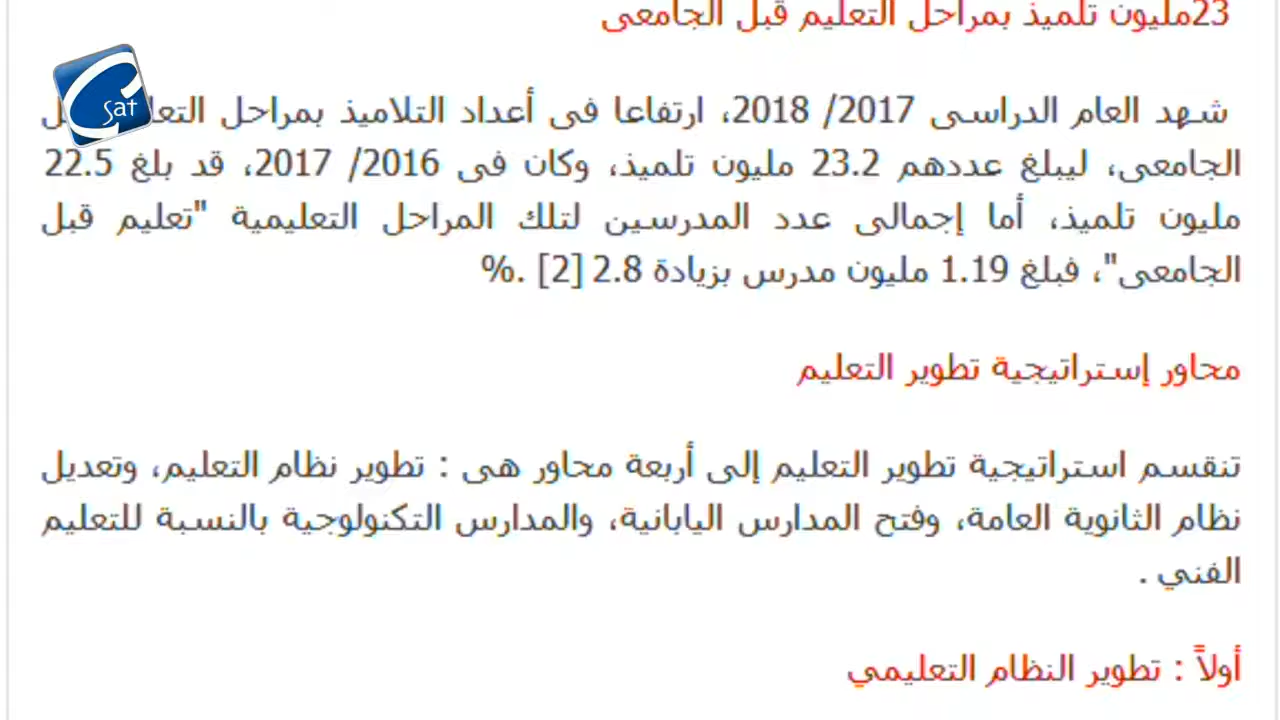 23مليون تلميذ بمراحل التعليم قبل الجامعى
Sat
شهد العام الدراسى 2017/ 2018، ارتفاعا فى أعداد التلاميذ بمراحل
الجامعى، ليبلغ عددهم 23.2 مليون تلميذ، وكان فى 2016/ 2017، قد بلغ 22.5
مليون تلميذ، أما إجمالى عدد المدرسين لتلك المراحل التعليمية "تعليم قبل
الجامعى"، فبلغ 1.19 مليون مدرس بزيادة 2.8 [2] .%
محاور إستراتيجية تطوير التعليم
تنقسم استراتيجية تطوير التعليم إلى أربعة محاور هى : تطوير نظام التعليم، وتعديل
نظام الثانوية العامة، وفتح المدارس اليابانية، والمدارس التكنولوجية بالنسبة للتعليم
الفني .
أولاً : تطوير النظام التعليمي